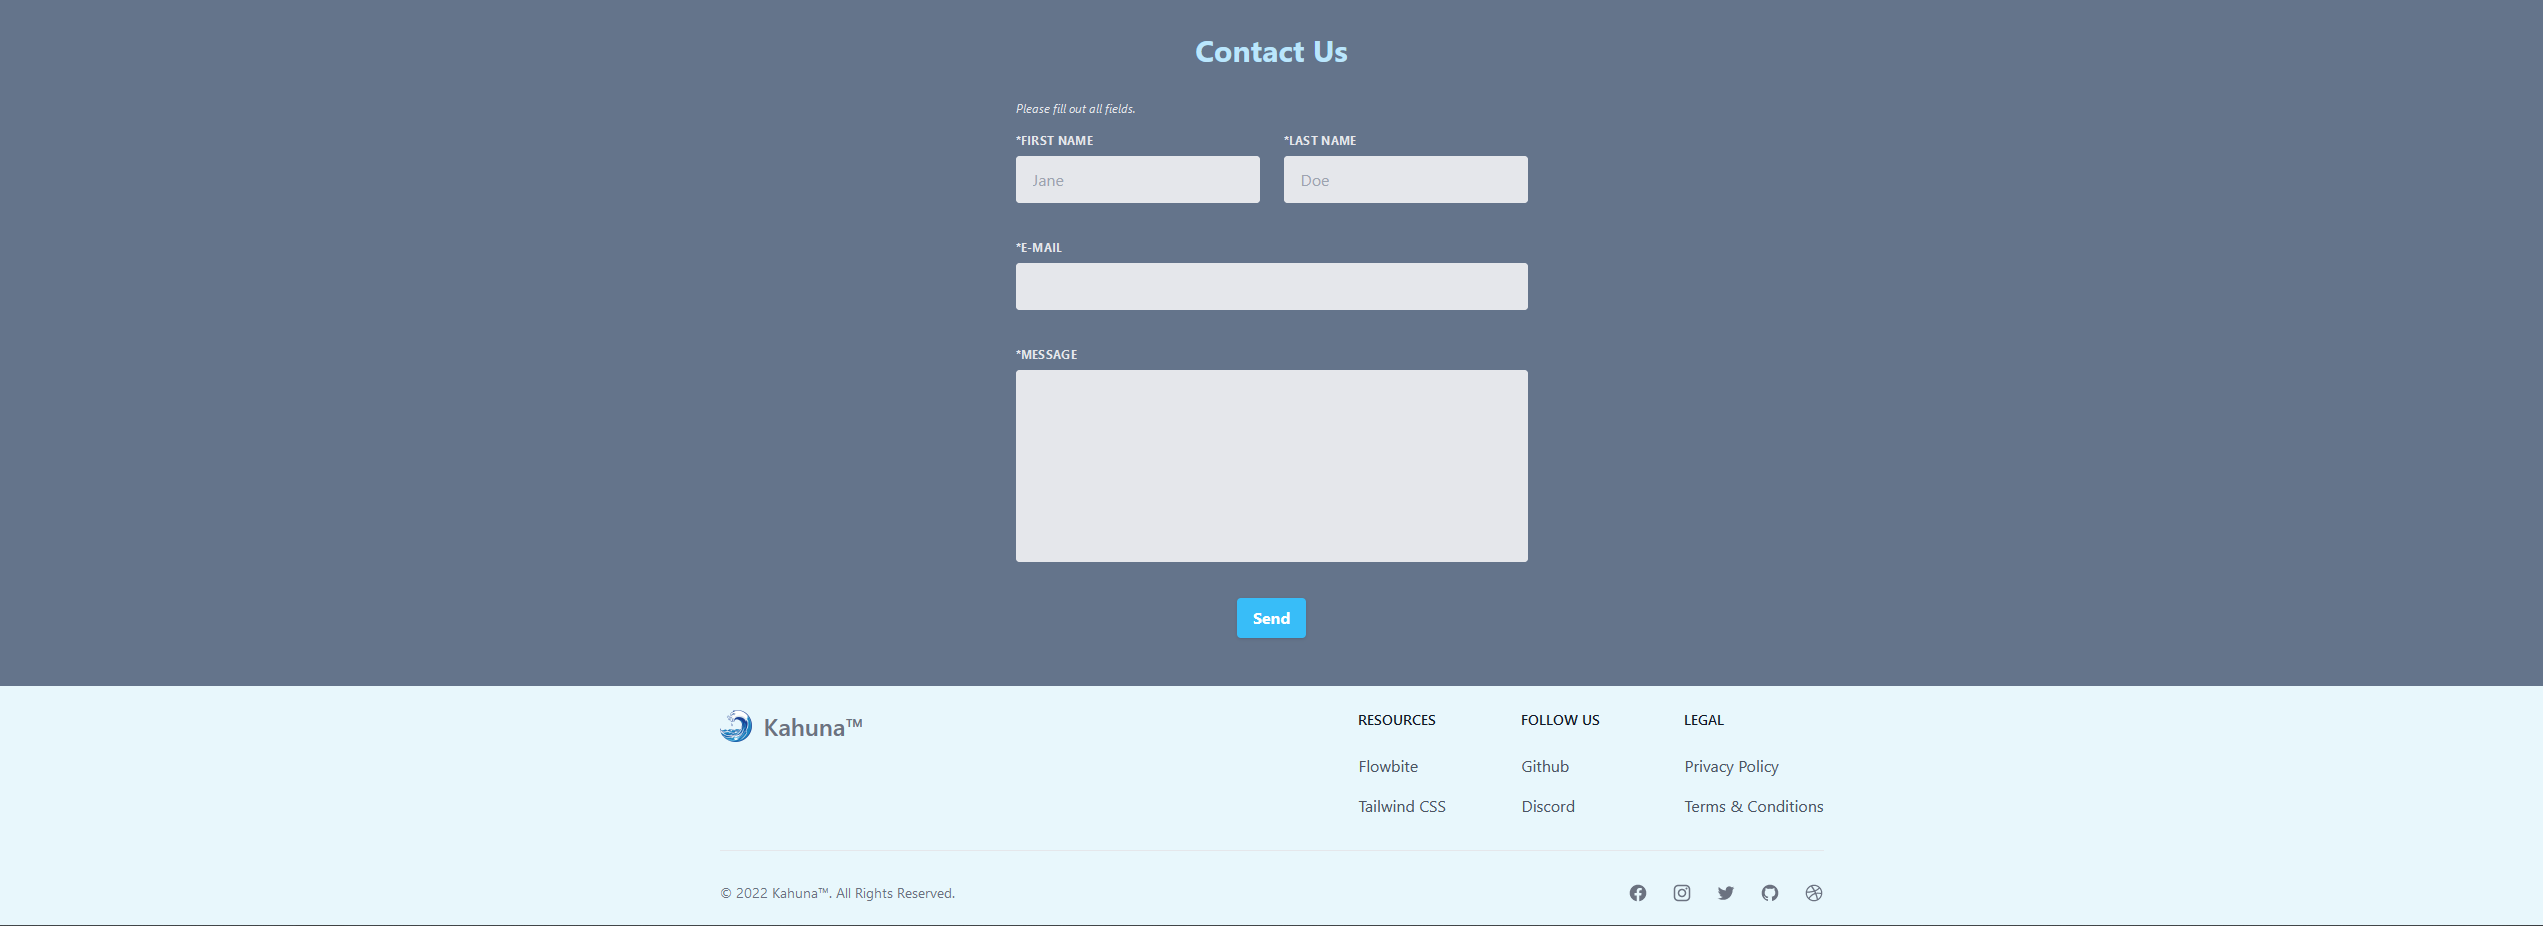 Contact Us
Please fill out all fields.
*FIRST NAME
*LAST NAME
Jane
Doe
*E-MAIL
*MESSAGE
Send
Kahuna™
RESOURCES
Flowbite
Tailwind CSS
FOLLOW US
Github
Discord
LEGAL
Privacy Policy
Terms & Conditions
© 2022 Kahuna™. All Rights Reserved.